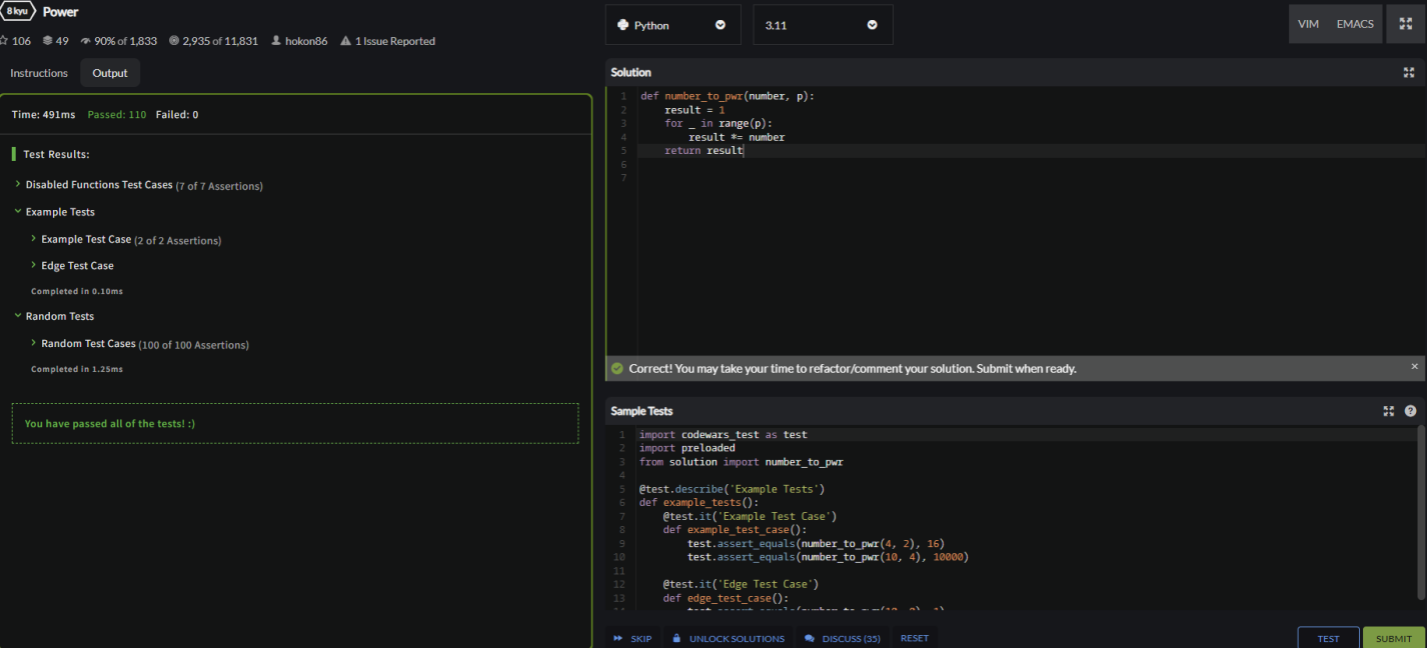 8 kyu Power
106 49 90% of 1,833 2,935 of 11,831 hokon86 1 Issue Reported
Instructions Output
Time: 491ms Passed: 110 Failed: 0
Test Results:
Disabled Functions Test Cases (7 of 7 Assertions)
Example Tests
Example Test Case (2 of 2 Assertions)
Edge Test Case
Completed in 0.10ms
Random Tests
Random Test Cases (100 of 100 Assertions)
Completed in 1.25ms
You have passed all of the tests! :)
Python 3.11 VIM EMACS
Solution
1 def number_to_pwr(number, p):
2     result = 1
3     for _ in range(p):
4         result *= number
5     return result
6
7
Correct! You may take your time to refactor/comment your solution. Submit when ready. ×
Sample Tests
1 import codewars_test as test
2 import preloaded
3 from solution import number_to_pwr
4
5 @test.describe('Example Tests')
6 def example_tests():
7     @test.it('Example Test Case')
8     def example_test_case():
9         test.assert_equals(number_to_pwr(4, 2), 16)
10         test.assert_equals(number_to_pwr(10, 4), 10000)
11
12     @test.it('Edge Test Case')
13     def edge_test_case():
SKIP UNLOCK SOLUTIONS DISCUSS (35) RESET TEST SUBMIT